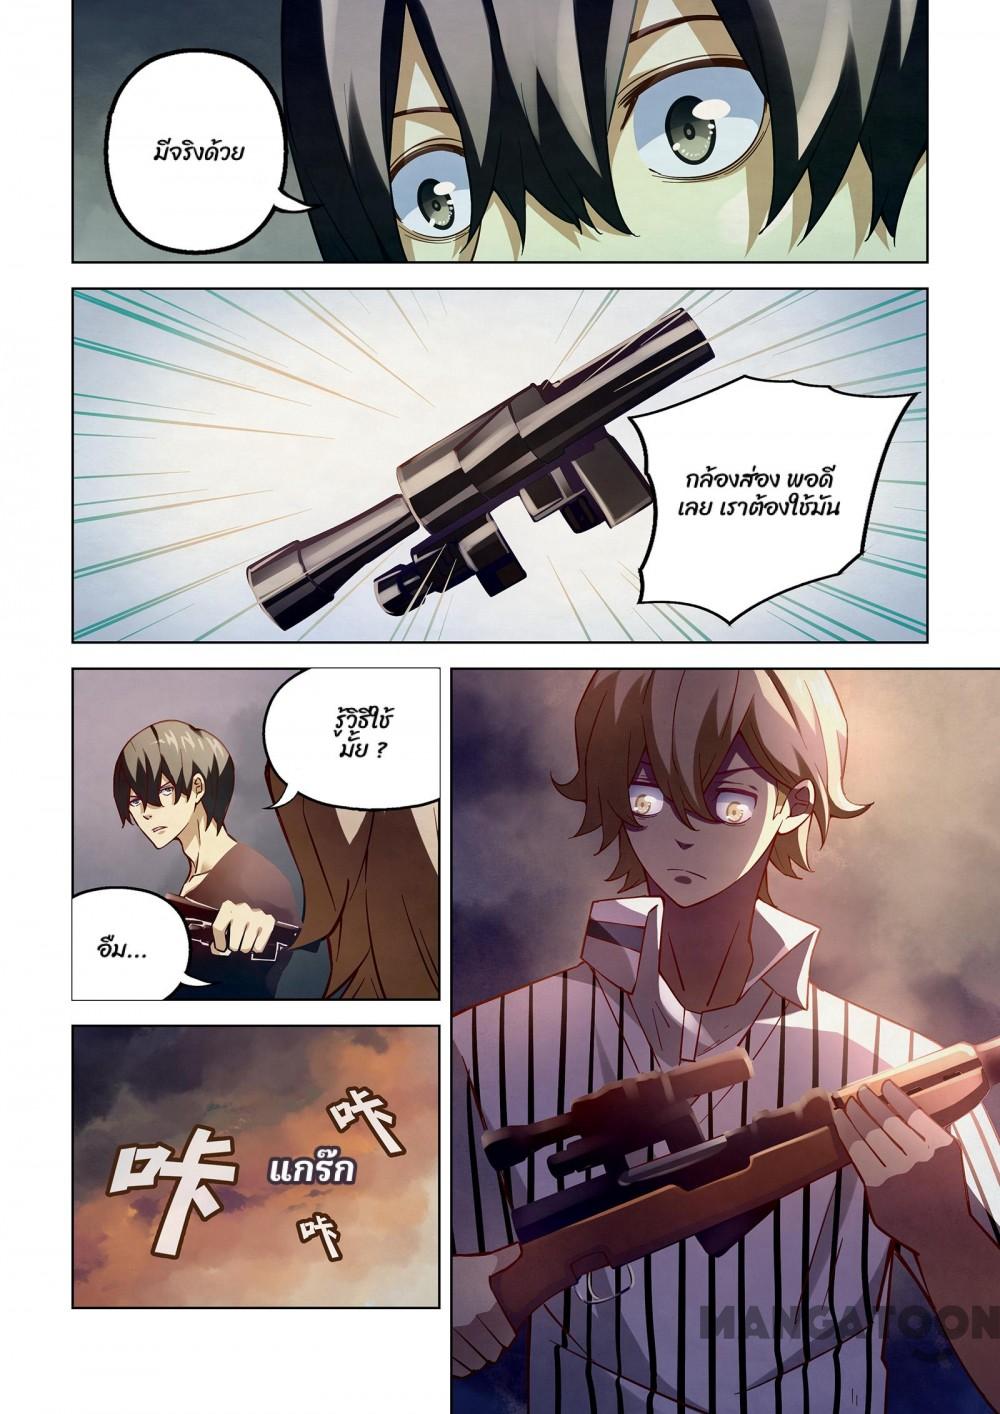 มีจริงด้วย
กล้องส่อง พอดี
เลย เราต้องใช้มัน
รู้วิธีใช้
มั้ย ?
อืม...
咔
แกร๊ก
咔
咔
MANGATOON